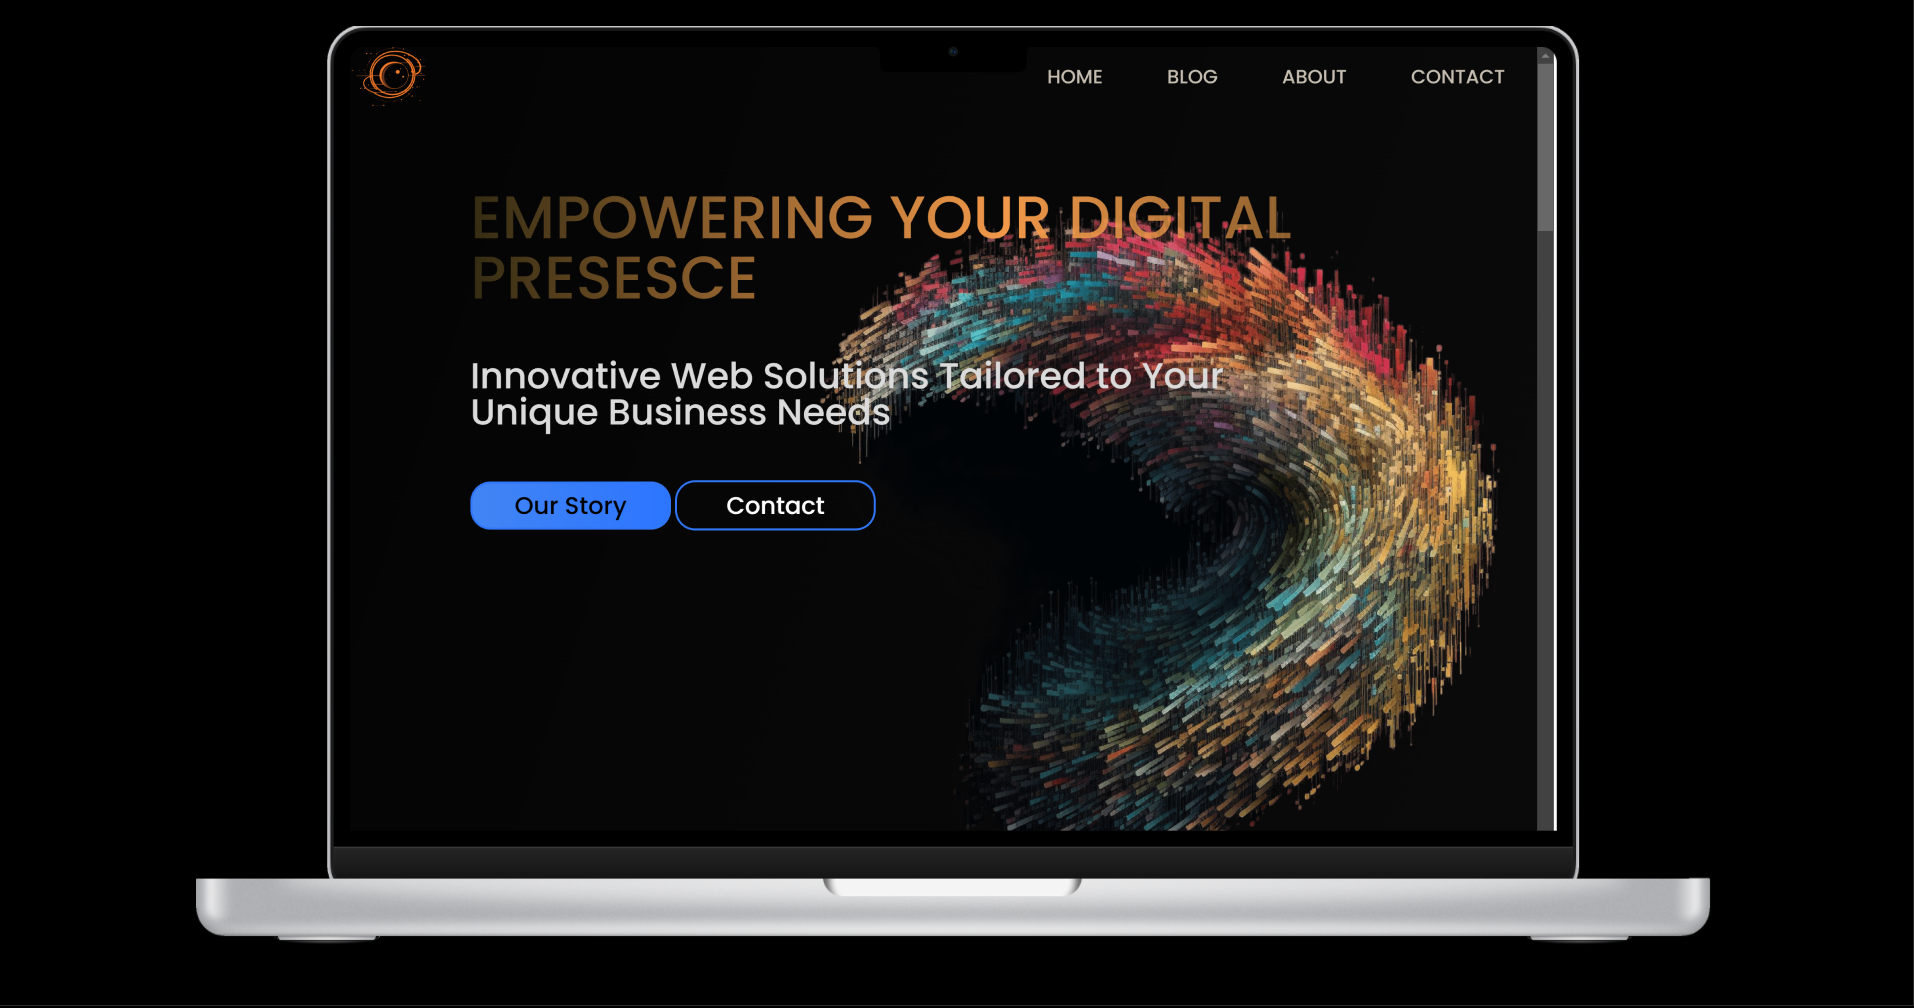 HOME BLOG ABOUT CONTACT
EMPOWERING YOUR DIGITAL
PRESESCE
Innovative Web Solutions Tailored to Your
Unique Business Needs
Our Story Contact